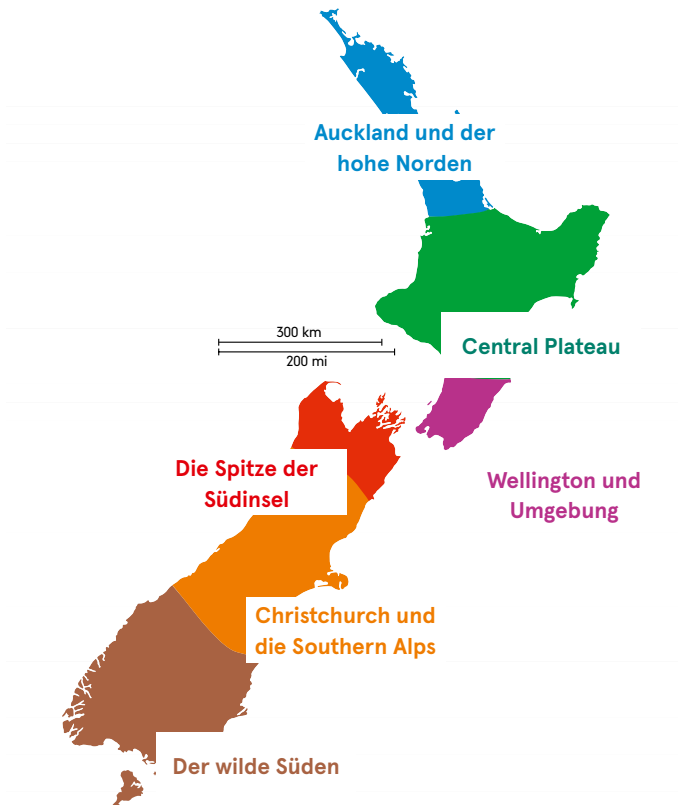 Auckland und der
hohe Norden
300 km
200 mi
Central Plateau
Die Spitze der
Südinsel
Wellington und
Umgebung
Christchurch und
die Southern Alps
Der wilde Süden